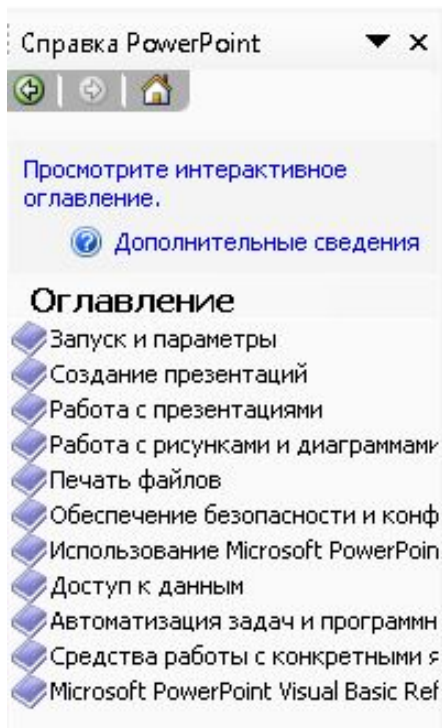 Справка PowerPoint
Просмотрите интерактивное
оглавление.
Дополнительные сведения
Оглавление
Запуск и параметры
Создание презентаций
Работа с презентациями
Работа с рисунками и диаграммами
Печать файлов
Обеспечение безопасности и конф
Использование Microsoft PowerPoin
Доступ к данным
Автоматизация задач и программн
Средства работы с конкретными я
Microsoft PowerPoint Visual Basic Ref